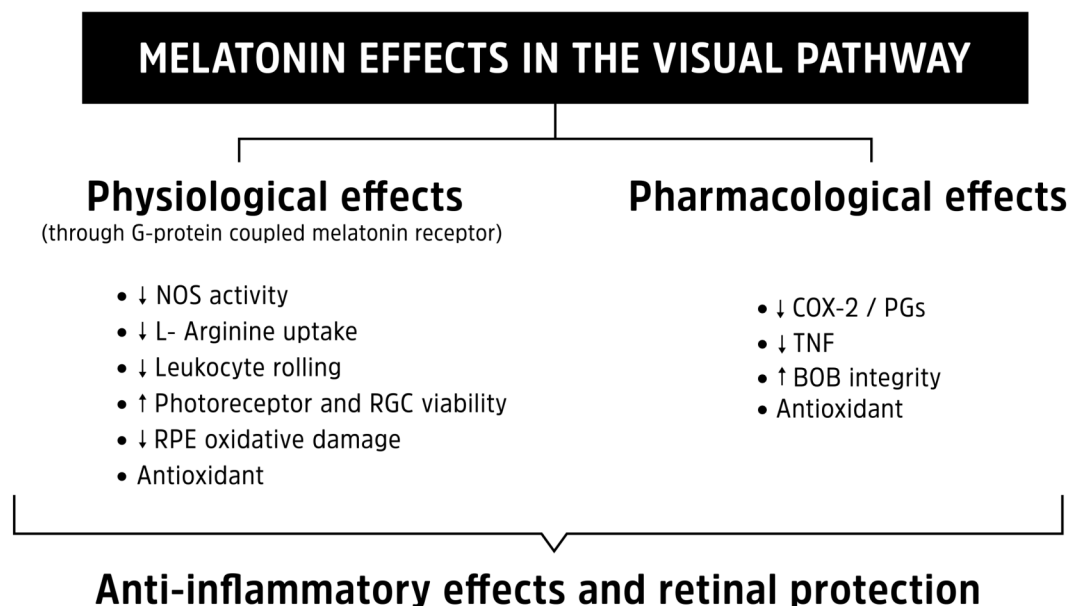 MELATONIN EFFECTS IN THE VISUAL PATHWAY
Physiological effects
(through G-protein coupled melatonin receptor)
• ↓ NOS activity
• ↓ L- Arginine uptake
• ↓ Leukocyte rolling
• ↑ Photoreceptor and RGC viability
• ↓ RPE oxidative damage
• Antioxidant
Pharmacological effects
• ↓ COX-2 / PGs
• ↓ TNF
• ↑ BOB integrity
• Antioxidant
Anti-inflammatory effects and retinal protection